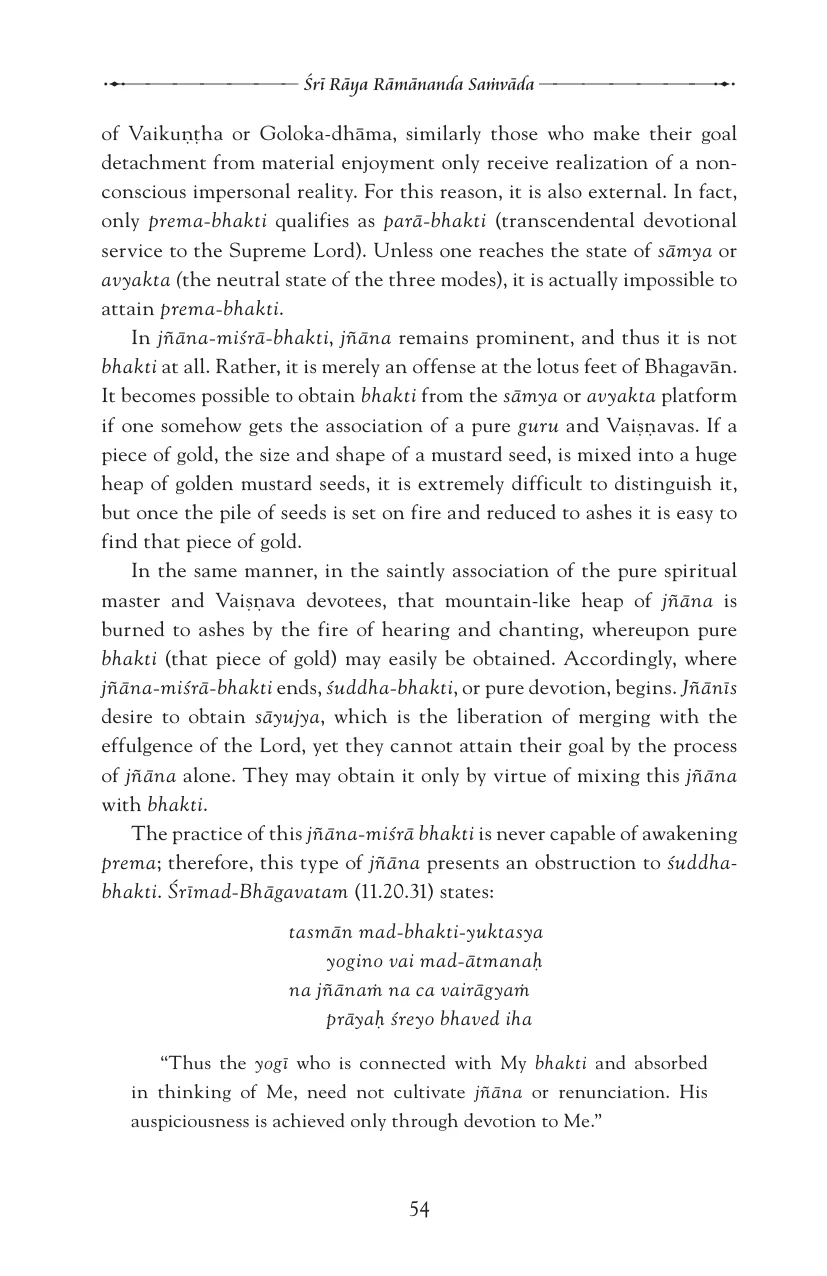 Śrī Rāya Rāmānanda Saṁvāda
of Vaikuṇṭha or Goloka-dhāma, similarly those who make their goal
detachment from material enjoyment only receive realization of a non-
conscious impersonal reality. For this reason, it is also external. In fact,
only prema-bhakti qualifies as parā-bhakti (transcendental devotional
service to the Supreme Lord). Unless one reaches the state of sāmya or
avyakta (the neutral state of the three modes), it is actually impossible to
attain prema-bhakti.
In jñāna-miśrā-bhakti, jñāna remains prominent, and thus it is not
bhakti at all. Rather, it is merely an offense at the lotus feet of Bhagavān.
It becomes possible to obtain bhakti from the sāmya or avyakta platform
if one somehow gets the association of a pure guru and Vaiṣṇavas. If a
piece of gold, the size and shape of a mustard seed, is mixed into a huge
heap of golden mustard seeds, it is extremely difficult to distinguish it,
but once the pile of seeds is set on fire and reduced to ashes it is easy to
find that piece of gold.
In the same manner, in the saintly association of the pure spiritual
master and Vaiṣṇava devotees, that mountain-like heap of jñāna is
burned to ashes by the fire of hearing and chanting, whereupon pure
bhakti (that piece of gold) may easily be obtained. Accordingly, where
jñāna-miśrā-bhakti ends, śuddha-bhakti, or pure devotion, begins. Jñānīs
desire to obtain sāyujya, which is the liberation of merging with the
effulgence of the Lord, yet they cannot attain their goal by the process
of jñāna alone. They may obtain it only by virtue of mixing this jñāna
with bhakti.
The practice of this jñāna-miśrā bhakti is never capable of awakening
prema; therefore, this type of jñāna presents an obstruction to śuddha-
bhakti. Śrīmad-Bhāgavatam (11.20.31) states:
tasmān mad-bhakti-yuktasya
yogino vai mad-ātmanaḥ
na jñānaṁ na ca vairāgyaṁ
prāyaḥ śreyo bhaved iha
“Thus the yogī who is connected with My bhakti and absorbed
in thinking of Me, need not cultivate jñāna or renunciation. His
auspiciousness is achieved only through devotion to Me.”
54